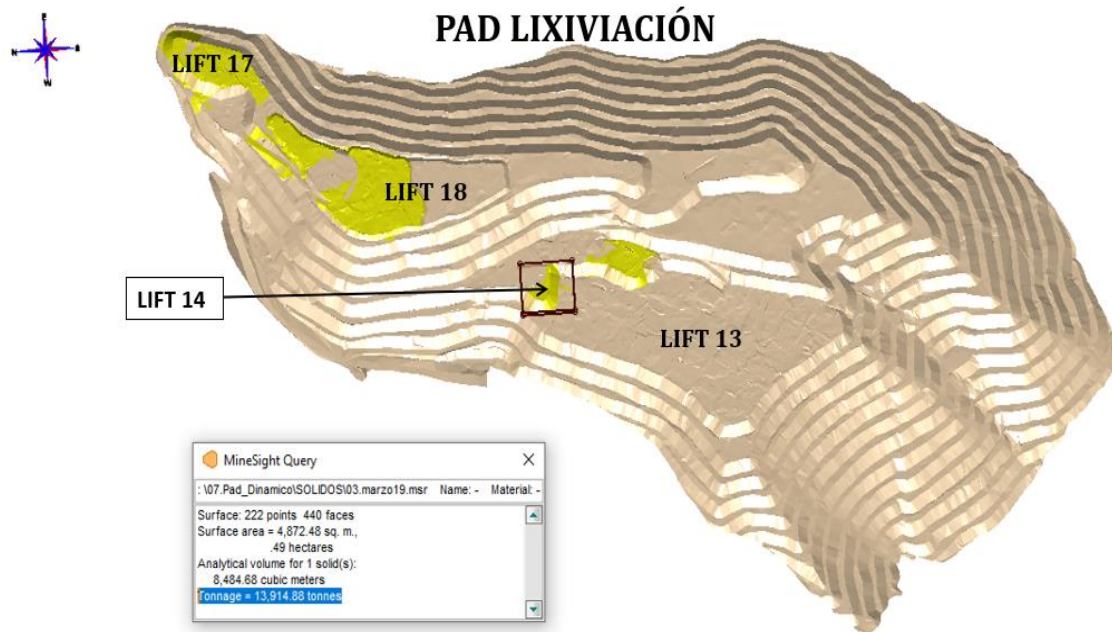 PAD LIXIVIACIÓN
E
N
S
W
LIFT 17
LIFT 18
LIFT 14
LIFT 13
MineSight Query
: \07.Pad_Dinamico\SOLIDOS\03.marzo19.msr Name: - Material: -
Surface: 222 points 440 faces
Surface area = 4,872.48 sq. m.,
.49 hectares
Analytical volume for 1 solid(s):
8,484.68 cubic meters
Tonnage = 13,914.88 tonnes